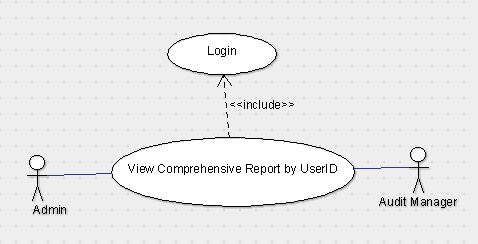 Login
<<include>>
View Comprehensive Report by UserID
Admin
Audit Manager